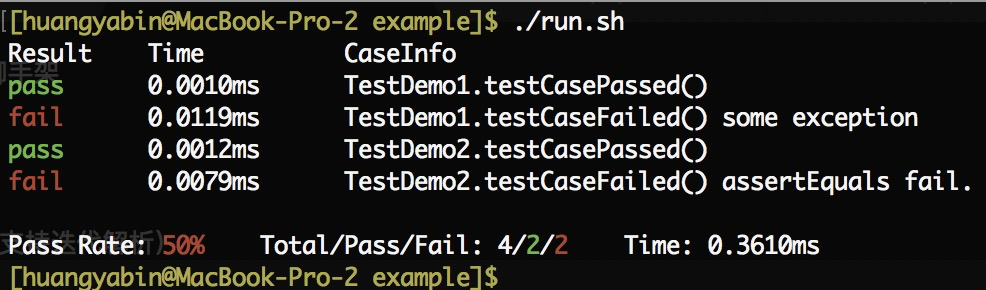 [[huangyabin@MacBook-Pro-2 example]$ ./run.sh
Result Time CaseInfo
pass 0.0010ms TestDemo1.testCasePassed()
fail 0.0119ms TestDemo1.testCaseFailed() some exception
pass 0.0012ms TestDemo2.testCasePassed()
fail 0.0079ms TestDemo2.testCaseFailed() assertEquals fail.
Pass Rate: 50% Total/Pass/Fail: 4/2/2 Time: 0.3610ms
[huangyabin@MacBook-Pro-2 example]$